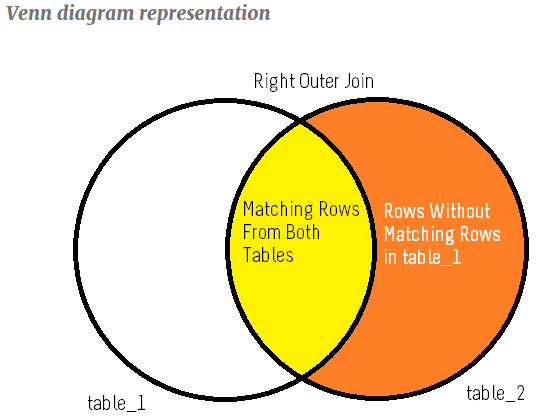 Venn diagram representation
Right Outer Join
Matching Rows
From Both
Tables
Rows Without
Matching Rows
in table_1
table_1
table_2